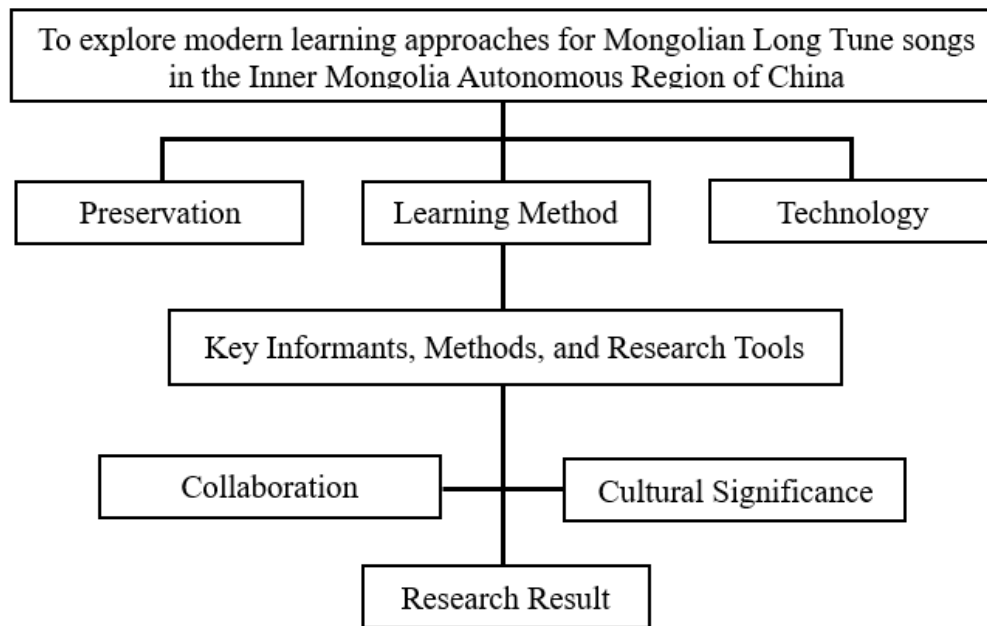 To explore modern learning approaches for Mongolian Long Tune songs
in the Inner Mongolia Autonomous Region of China
Preservation
Learning Method
Technology
Key Informants, Methods, and Research Tools
Collaboration
Cultural Significance
Research Result